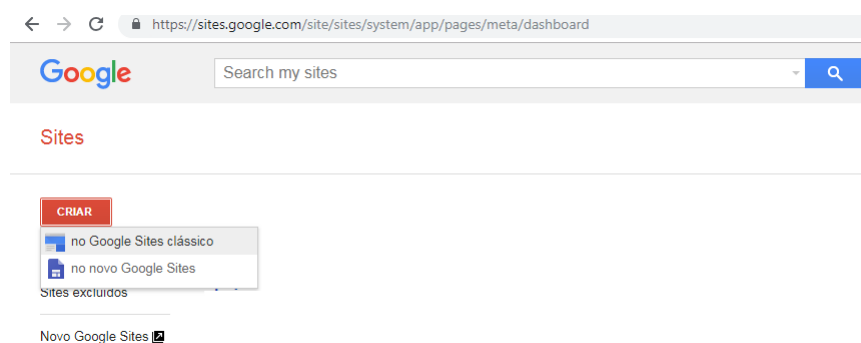 https://sites.google.com/site/sites/system/app/pages/meta/dashboard
Google Search my sites
Sites
CRIAR
no Google Sites clássico
no novo Google Sites
Sites excluídos
Novo Google Sites